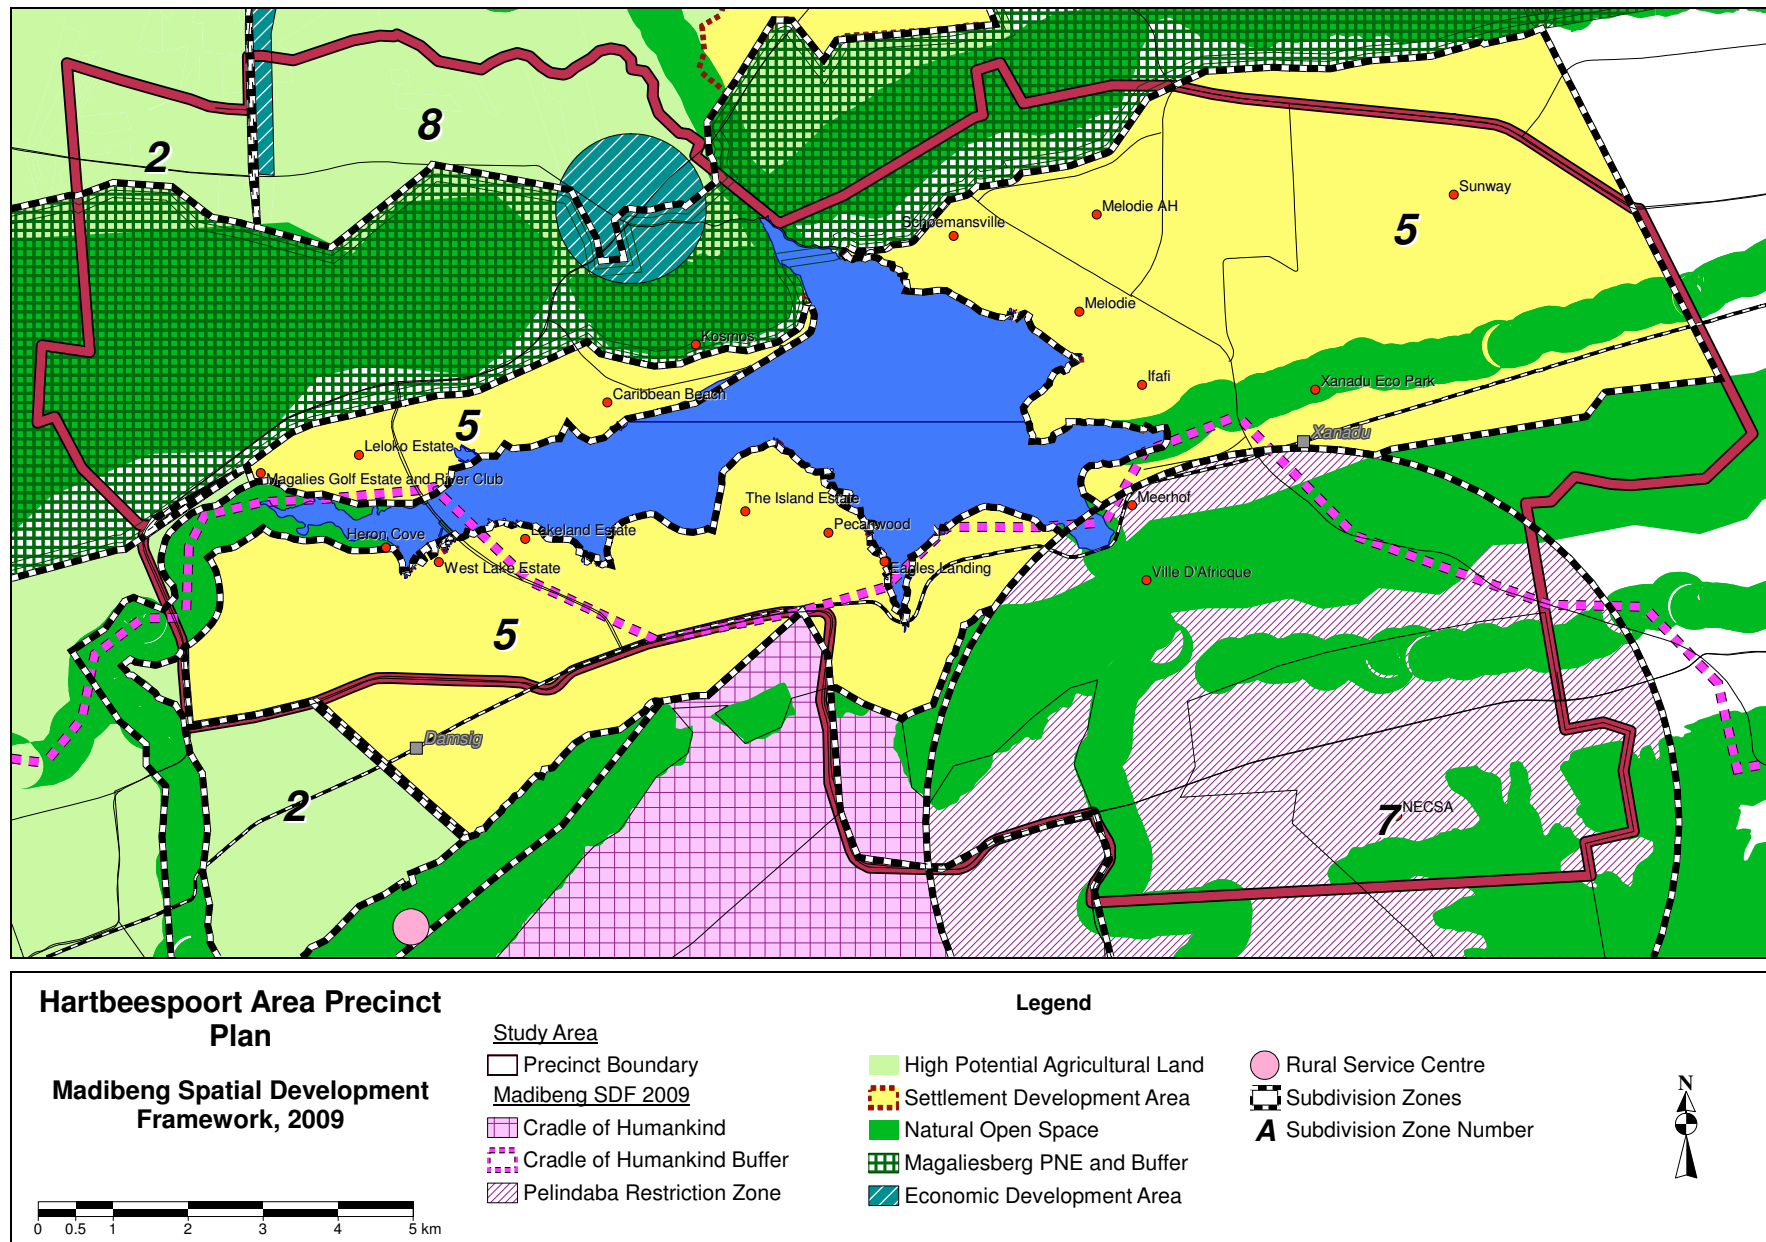 8
2
Sunway
Melodie AH
Schoemansville
5
Melodie
Kosmos
Ifafi
Xanadu Eco Park
Caribbean Beach
5
Xanadu
Leloko Estate
Magalies Golf Estate and River Club
Meerhof
The Island Estate
Pecanwood
Heron Cove
Lakeland Estate
West Lake Estate
Eagles Landing
Ville D'Africque
5
Damsig
2
7
NECSA
Hartbeespoort Area Precinct
Plan
Madibeng Spatial Development
Framework, 2009
0 0.5 1 2 3 4 5 km
Legend
Study Area
Precinct Boundary
Madibeng SDF 2009
Cradle of Humankind
Cradle of Humankind Buffer
Pelindaba Restriction Zone
High Potential Agricultural Land
Settlement Development Area
Natural Open Space
Magaliesberg PNE and Buffer
Economic Development Area
Rural Service Centre
Subdivision Zones
A Subdivision Zone Number
N